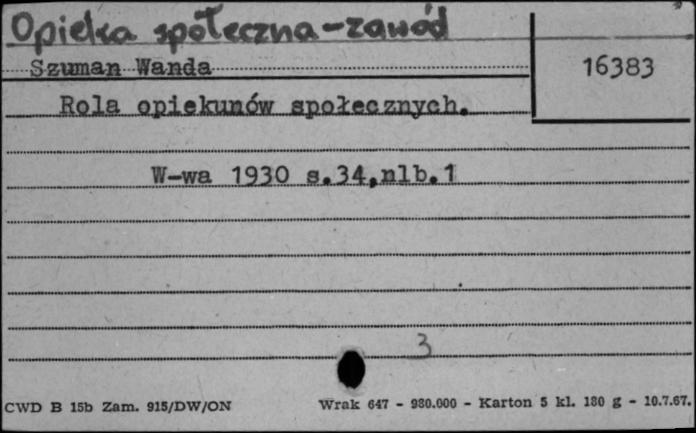 Opieka społeczna-zawód
Szuman Wanda
16383
Rola opiekunów społecznych.
W-wa 1930 s.34,nlb.1
3
CWD B 15b Zam. 915/DW/ON
Wrak 647 - 980.000 - Karton 5 kl. 180 g - 10.7.67.